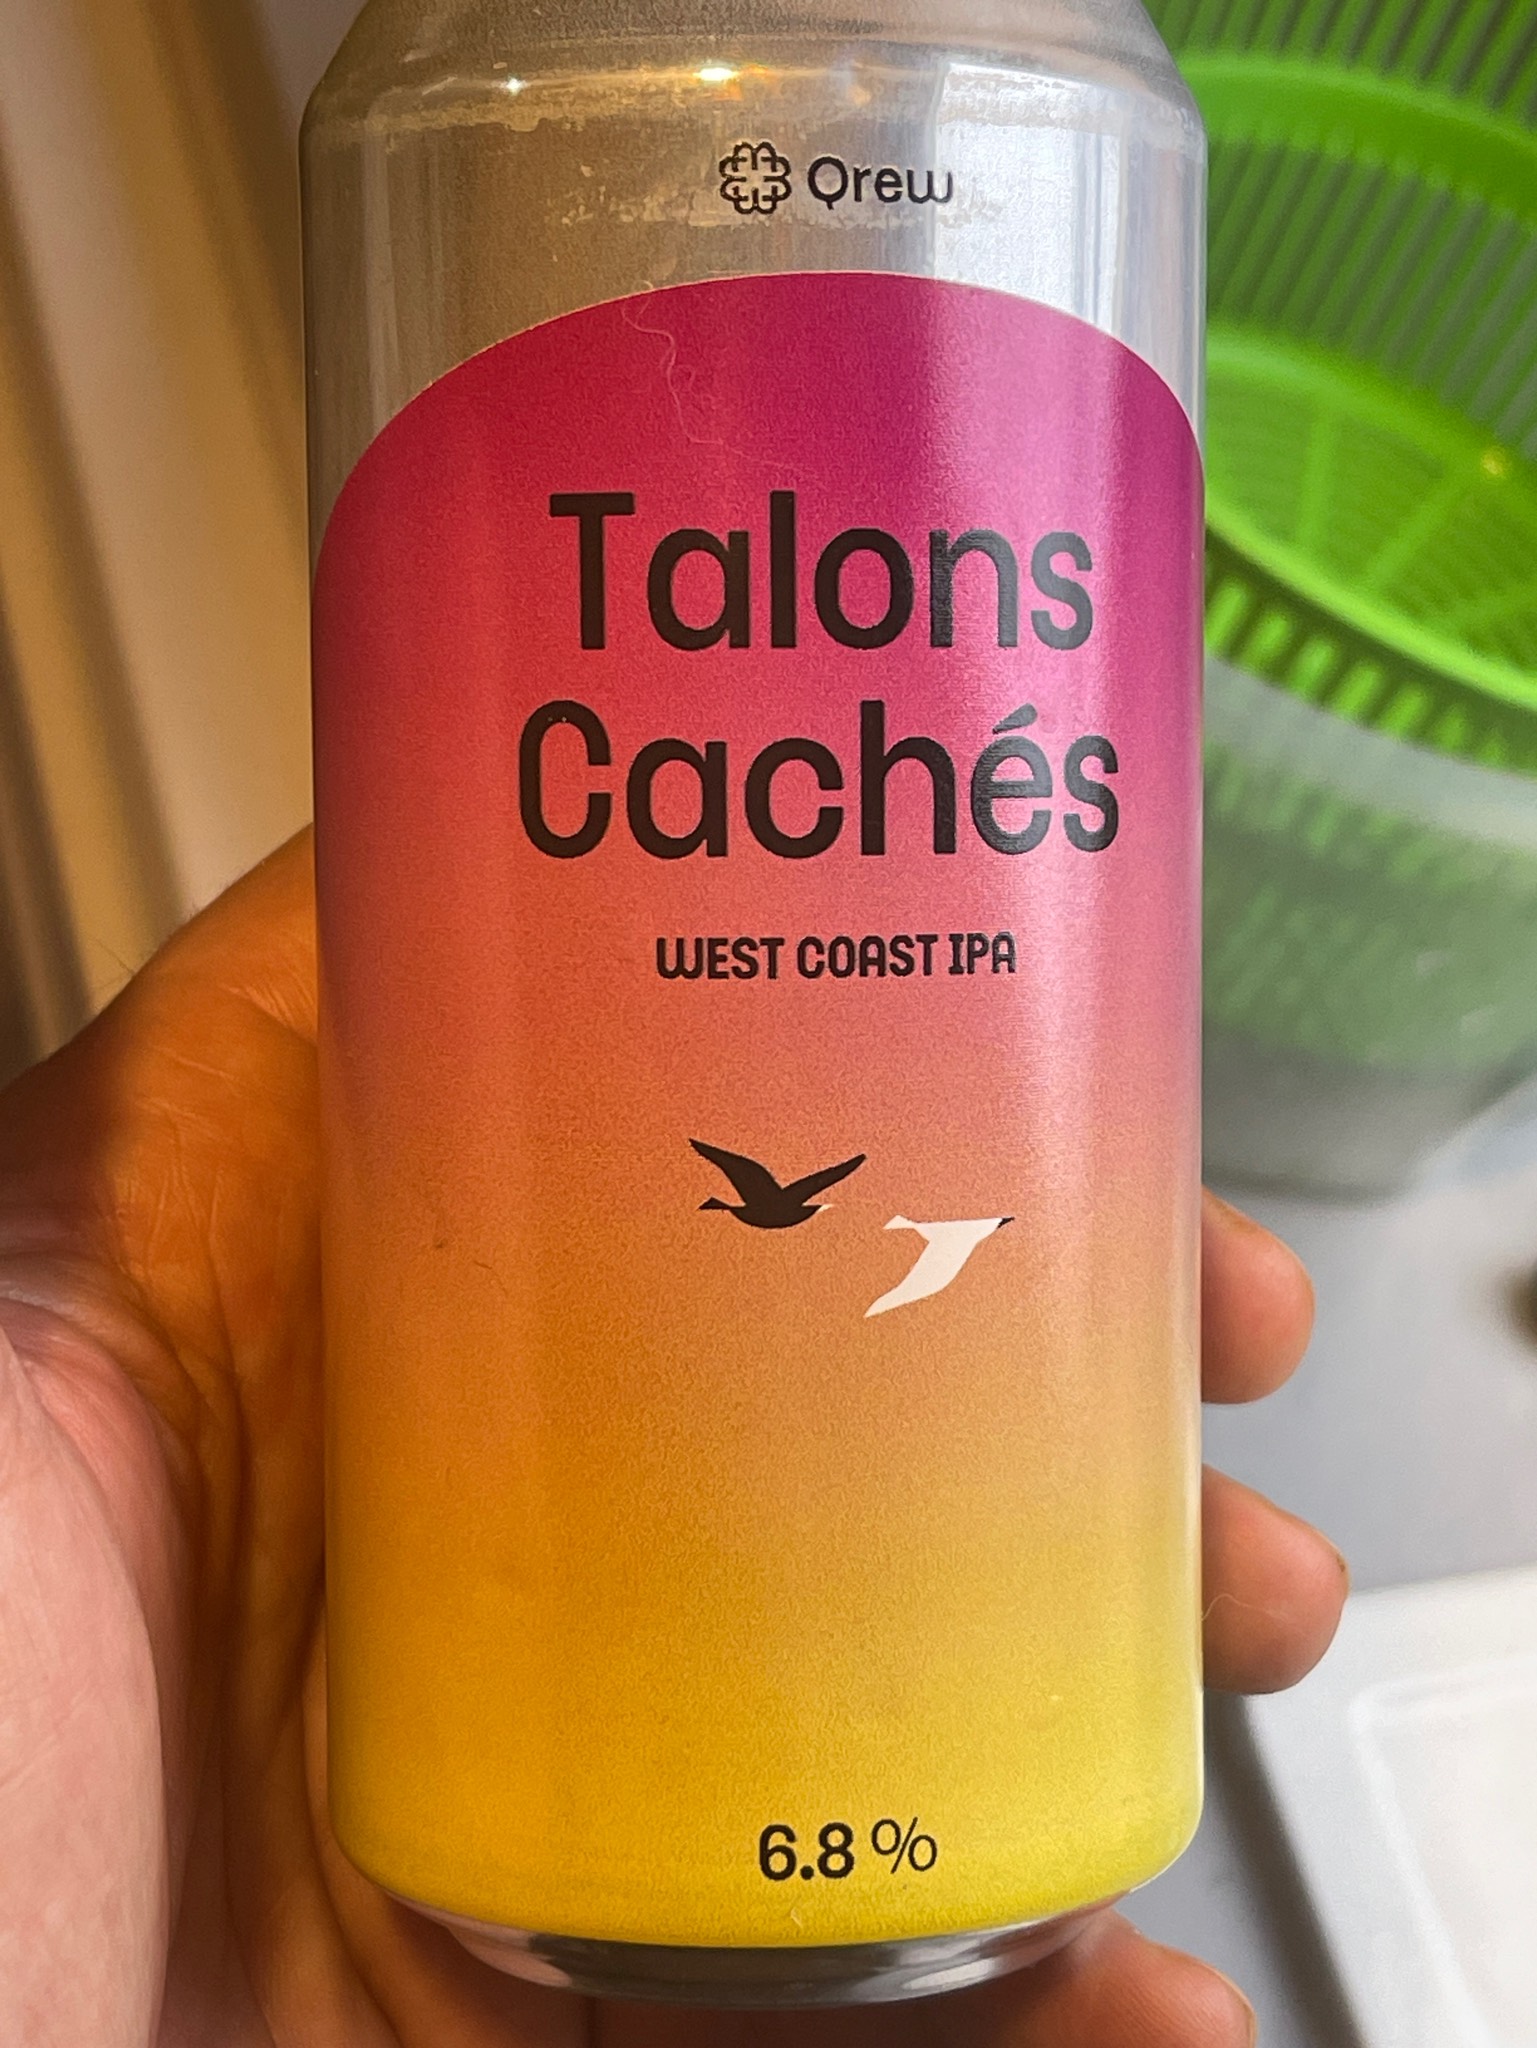 Qrew
Talons
Cachés
WEST COAST IPA
6.8 %